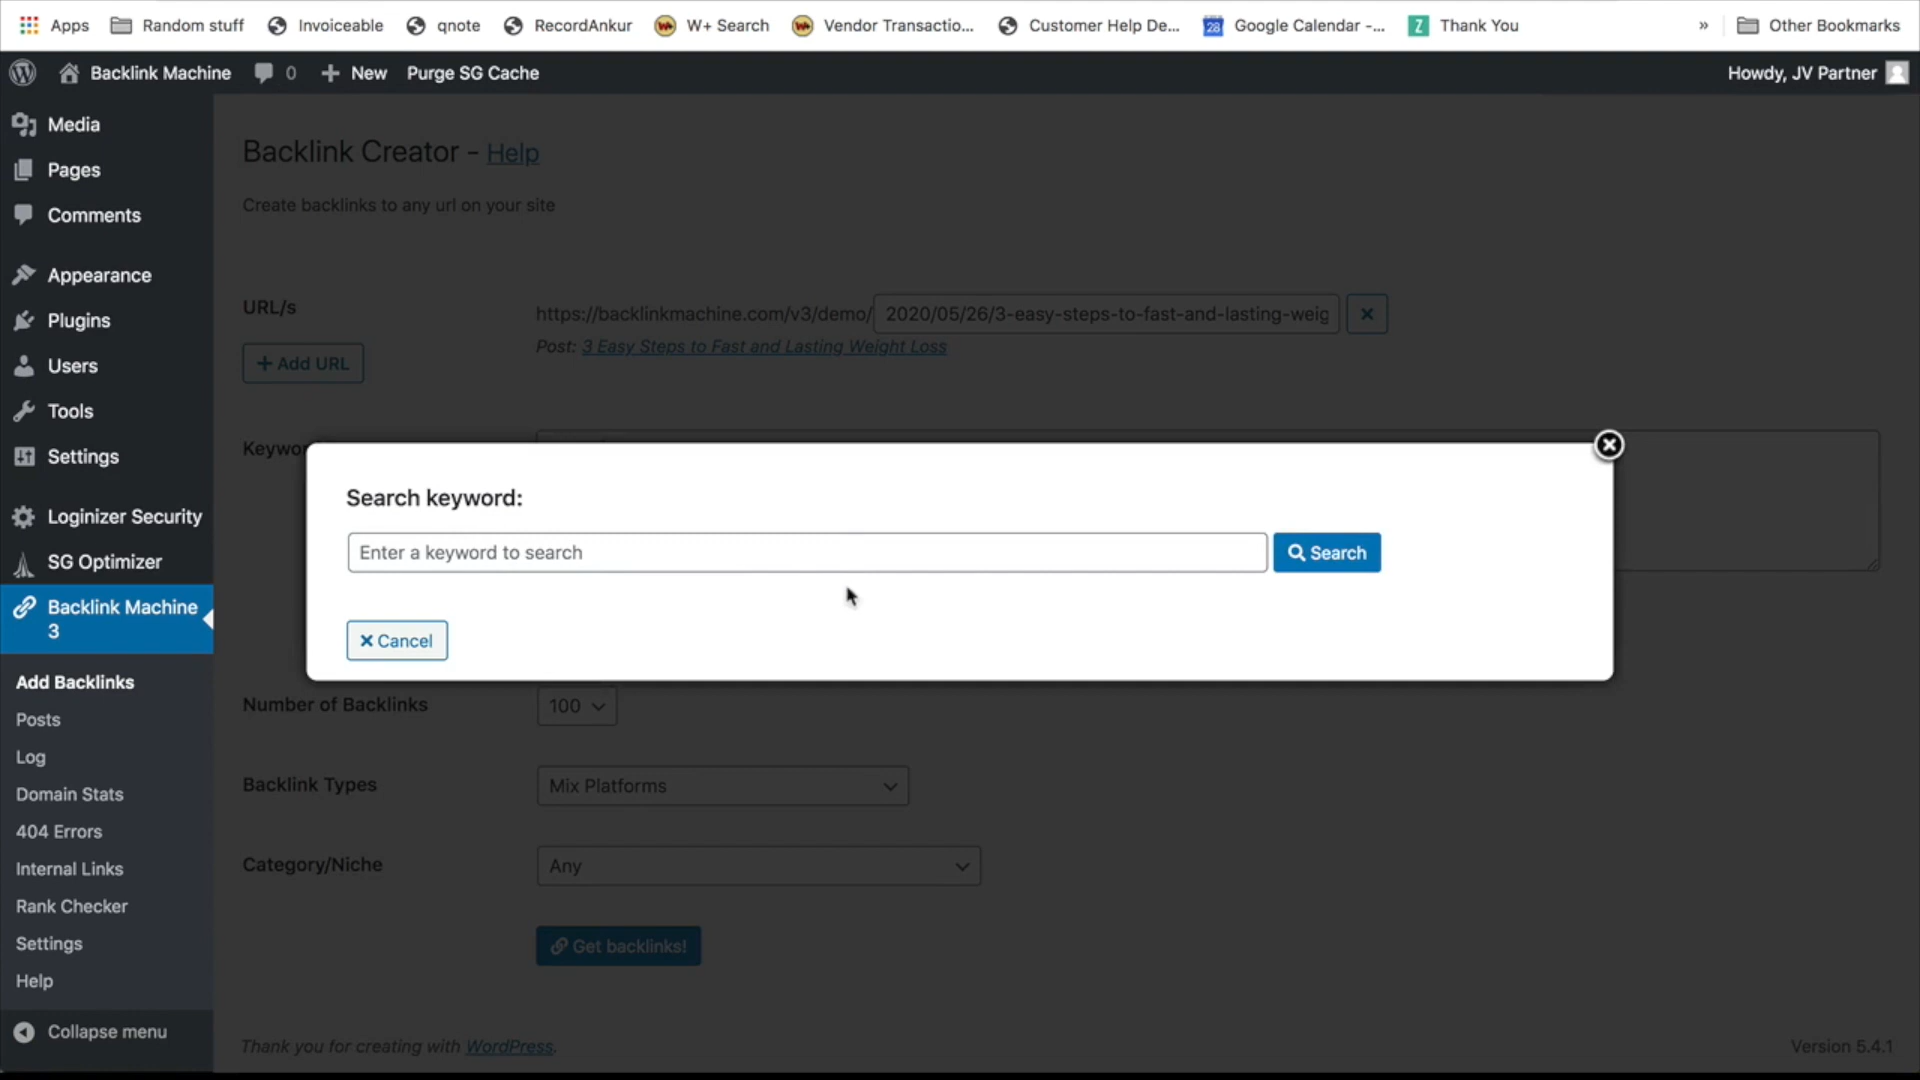 Apps Random stuff Invoiceable qnote RecordAnkur W+ Search Vendor Transactio... Customer Help De... 28 Google Calendar -... Z Thank You » Other Bookmarks
Backlink Machine 0 + New Purge SG Cache Howdy, JV Partner
Media
Pages
Comments
Appearance
Plugins
Users
Tools
Settings
Loginizer Security
SG Optimizer
Backlink Machine
3
Add Backlinks
Posts
Log
Domain Stats
404 Errors
Internal Links
Rank Checker
Settings
Help
Collapse menu
Backlink Creator - Help
Create backlinks to any url on your site
URL/s
https://backlinkmachine.com/v3/demo/ 2020/05/26/3-easy-steps-to-fast-and-lasting-weig ×
Post: 3 Easy Steps to Fast and Lasting Weight Loss
+ Add URL
Search keyword:
Enter a keyword to search
Search
× Cancel
Number of Backlinks 100
Backlink Types Mix Platforms
Category/Niche Any
Get backlinks!
Thank you for creating with WordPress.
Version 5.4.1